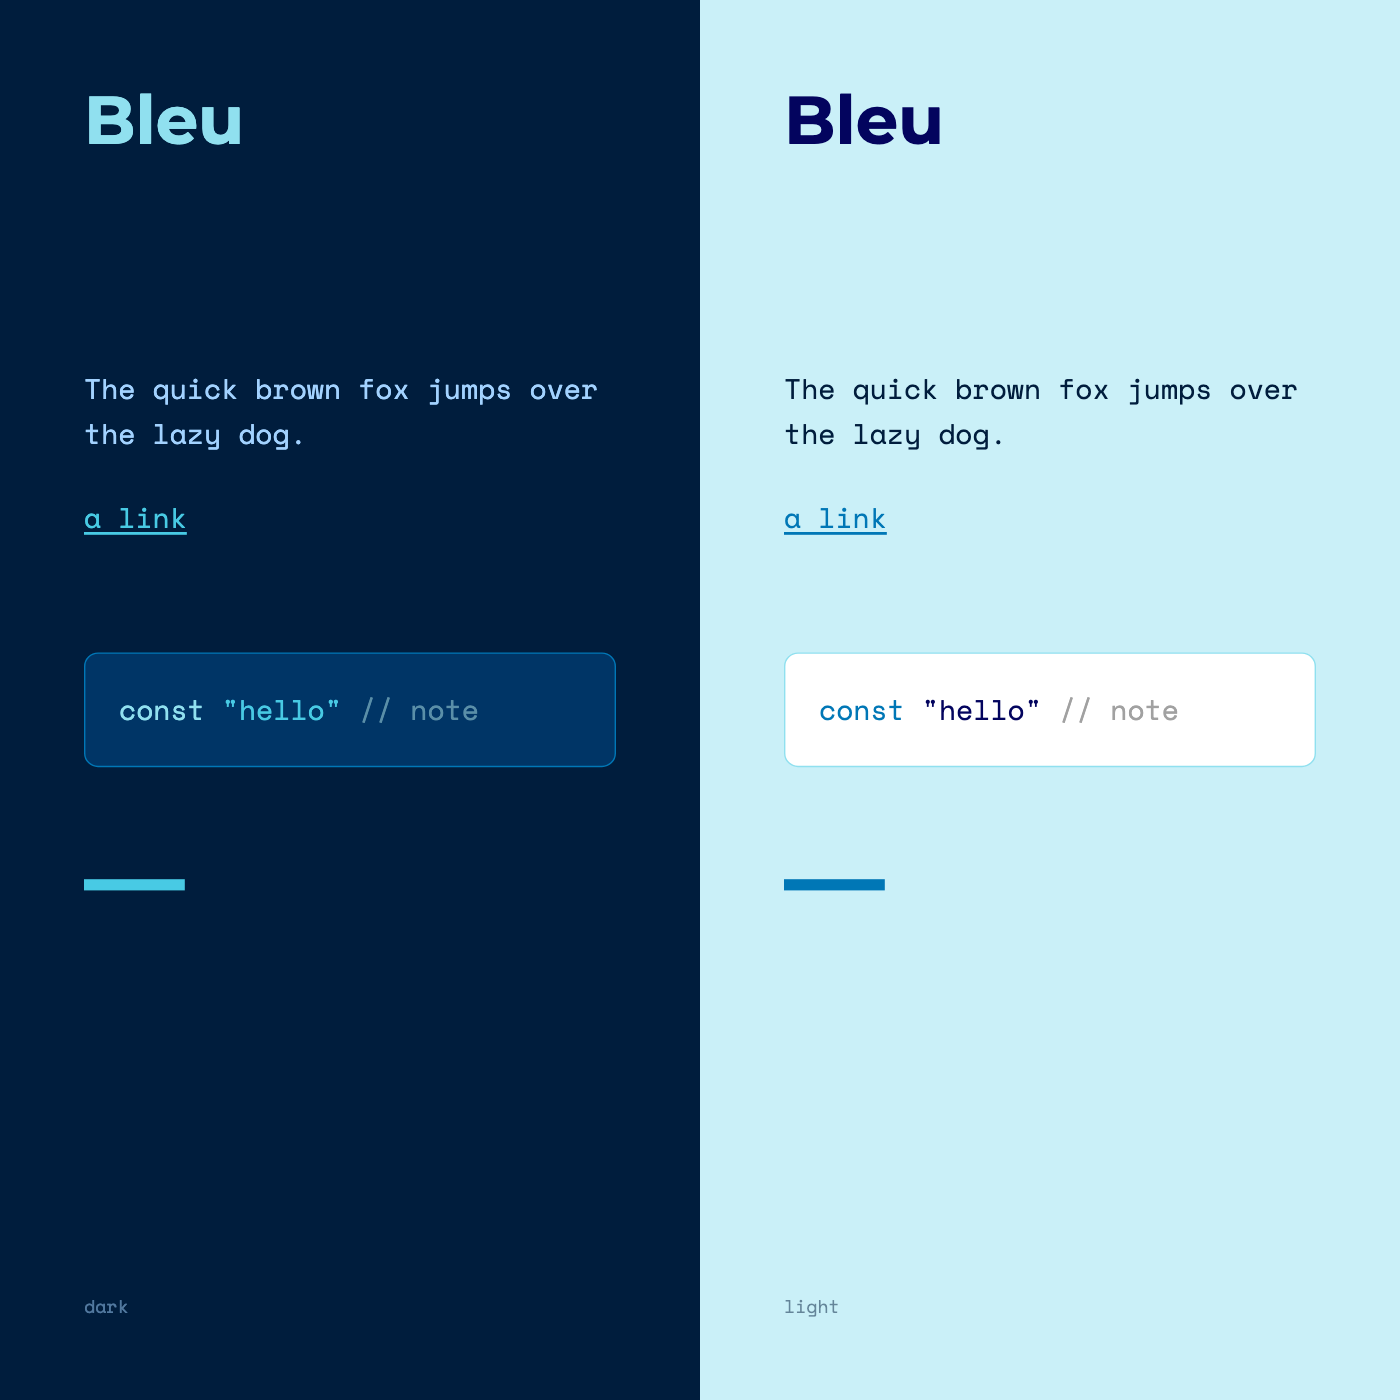 Bleu
The quick brown fox jumps over
the lazy dog.
a link
const "hello" // note
dark
Bleu
The quick brown fox jumps over
the lazy dog.
a link
const "hello" // note
light